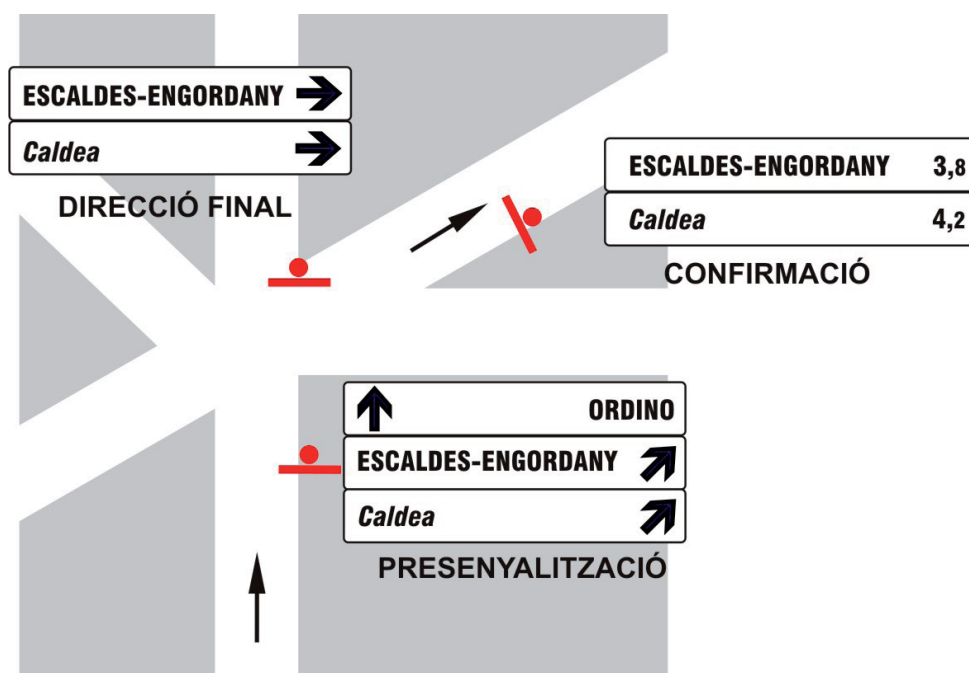 ESCALDES-ENGORDANY
Caldea
DIRECCIÓ FINAL
ESCALDES-ENGORDANY 3,8
Caldea 4,2
CONFIRMACIÓ
ORDINO
ESCALDES-ENGORDANY
Caldea
PRESENYALITZACIÓ